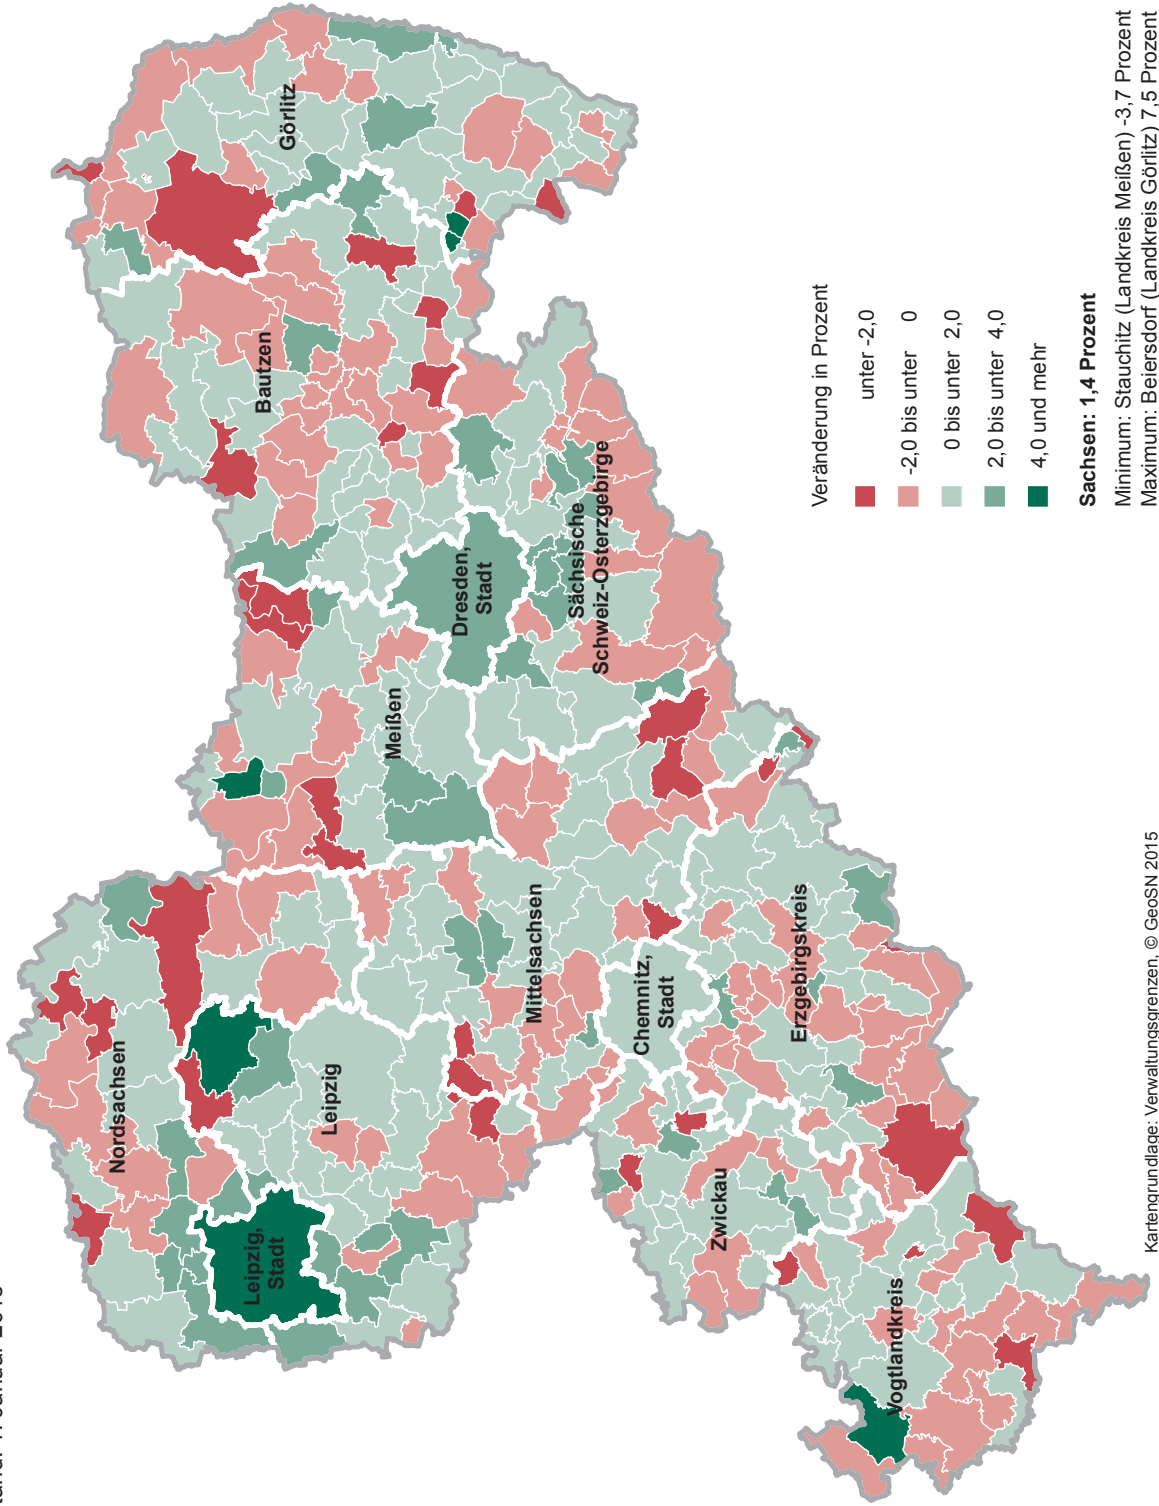 Nordsachsen
Leipzig,
Stadt
Leipzig
Meißen
Bautzen
Görlitz
Dresden,
Stadt
Sächsische
Schweiz-Osterzgebirge
Mittelsachsen
Chemnitz,
Stadt
Erzgebirgskreis
Zwickau
Vogtlandkreis
Veränderung in Prozent
unter -2,0
-2,0 bis unter 0
0 bis unter 2,0
2,0 bis unter 4,0
4,0 und mehr
Sachsen: 1,4 Prozent
Minimum: Stauchitz (Landkreis Meißen) -3,7 Prozent
Maximum: Beiersdorf (Landkreis Görlitz) 7,5 Prozent
Kartengrundlage: Verwaltungsgrenzen, © GeoSN 2015